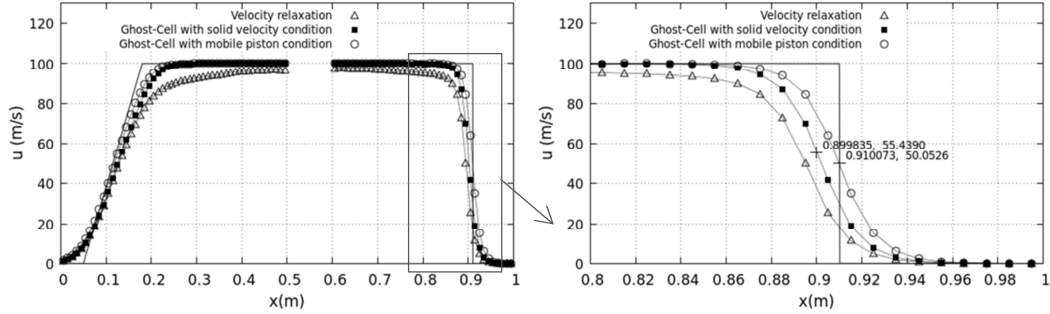 120
100
80
60
40
20
0
u (m/s)
Velocity relaxation
Ghost-Cell with solid velocity condition
Ghost-Cell with mobile piston condition
0 0.1 0.2 0.3 0.4 0.5 0.6 0.7 0.8 0.9 1
x(m)
120
100
80
60
40
20
0
u (m/s)
Velocity relaxation
Ghost-Cell with solid velocity condition
Ghost-Cell with mobile piston condition
0.899835, 55.4390
0.910073, 50.0526
0.8 0.82 0.84 0.86 0.88 0.9 0.92 0.94 0.96 0.98 1
x(m)